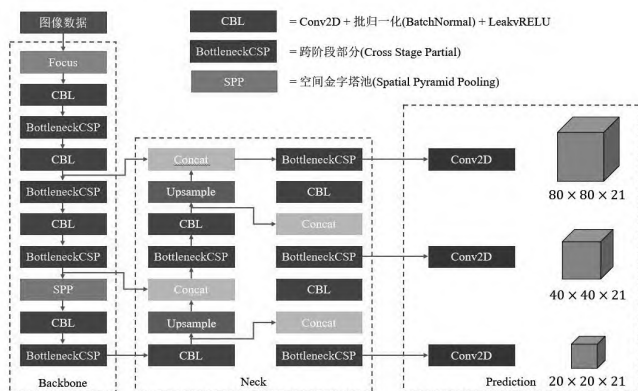 图像数据
CBL
= Conv2D + 批归一化(BatchNormal) + LeakvRELU
BottleneckCSP
= 跨阶段部分(Cross Stage Partial)
SPP
= 空间金字塔池(Spatial Pyramid Pooling)
Focus
CBL
BottleneckCSP
CBL
BottleneckCSP
CBL
BottleneckCSP
SPP
CBL
BottleneckCSP
Backbone
Concat
Upsample
CBL
BottleneckCSP
Concat
Upsample
CBL
BottleneckCSP
CBL
Concat
BottleneckCSP
CBL
Concat
BottleneckCSP
Neck
Conv2D
Conv2D
Conv2D
80 × 80 × 21
40 × 40 × 21
20 × 20 × 21
Prediction